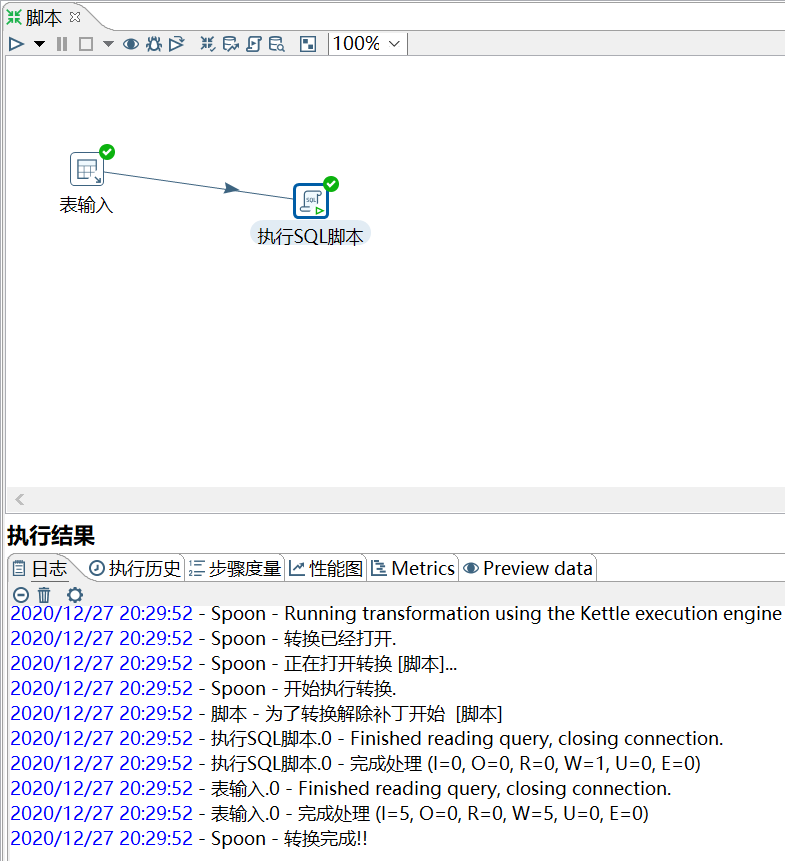 脚本
100%
表输入
SQL
执行SQL脚本
执行结果
日志 执行历史 步骤度量 性能图 Metrics Preview data
2020/12/27 20:29:52 - Spoon - Running transformation using the Kettle execution engine
2020/12/27 20:29:52 - Spoon - 转换已经打开.
2020/12/27 20:29:52 - Spoon - 正在打开转换 [脚本]...
2020/12/27 20:29:52 - Spoon - 开始执行转换.
2020/12/27 20:29:52 - 脚本 - 为了转换解除补丁开始  [脚本]
2020/12/27 20:29:52 - 执行SQL脚本.0 - Finished reading query, closing connection.
2020/12/27 20:29:52 - 执行SQL脚本.0 - 完成处理 (I=0, O=0, R=0, W=1, U=0, E=0)
2020/12/27 20:29:52 - 表输入.0 - Finished reading query, closing connection.
2020/12/27 20:29:52 - 表输入.0 - 完成处理 (I=5, O=0, R=0, W=5, U=0, E=0)
2020/12/27 20:29:52 - Spoon - 转换完成!!